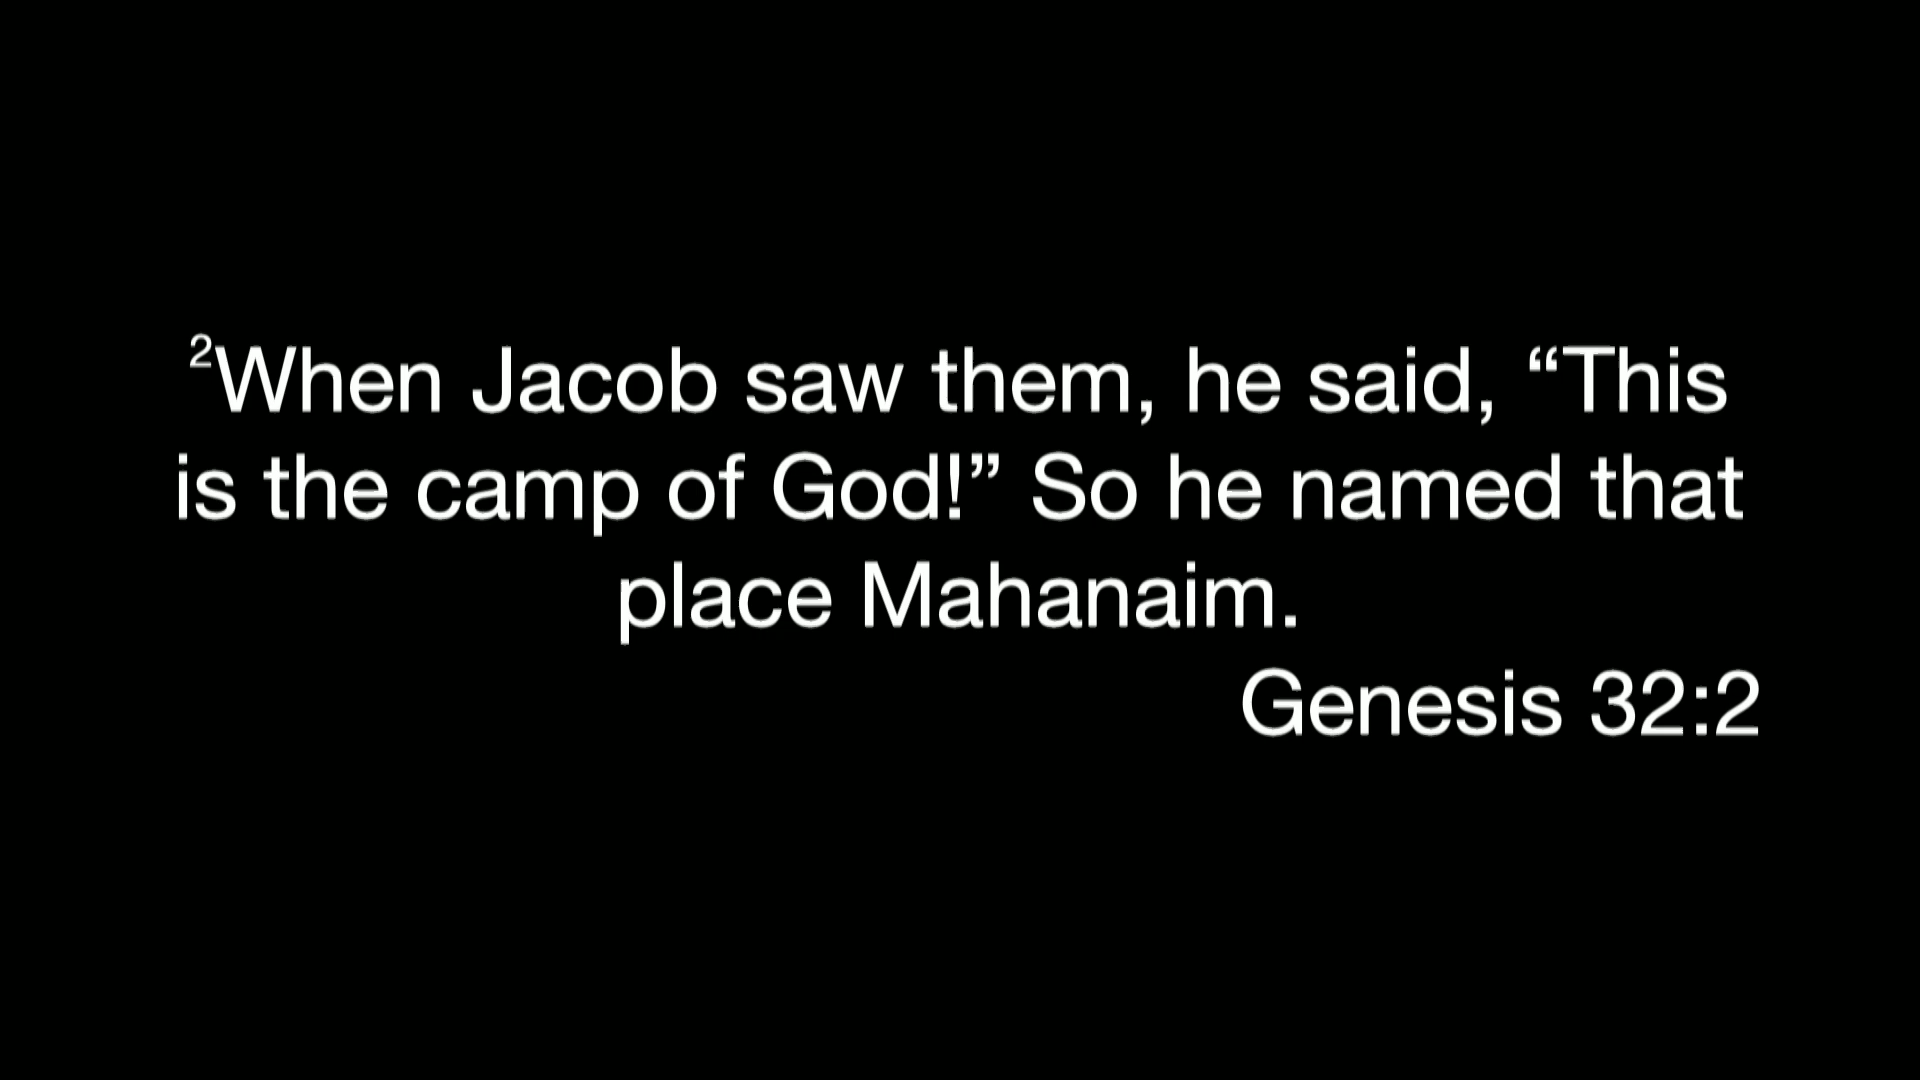 ²When Jacob saw them, he said, “This
is the camp of God!” So he named that
place Mahanaim.
Genesis 32:2